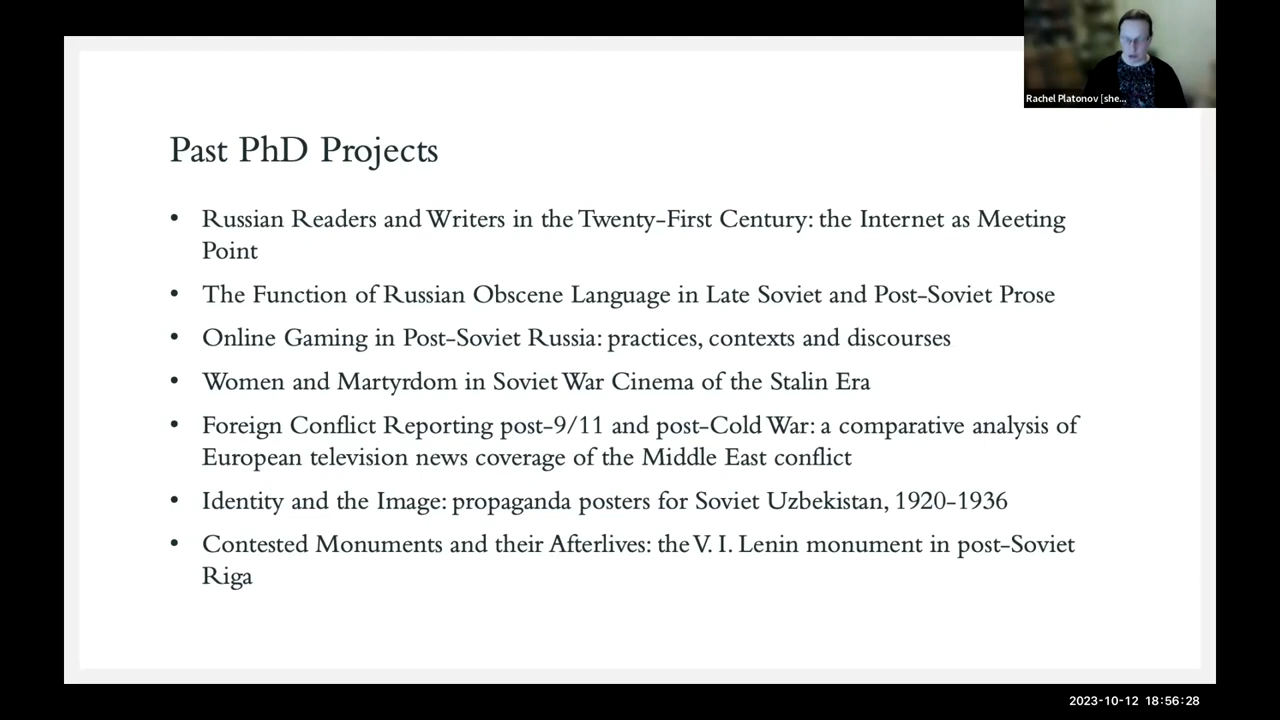 Rachel Platonov [she...
Past PhD Projects
• Russian Readers and Writers in the Twenty-First Century: the Internet as Meeting
Point
• The Function of Russian Obscene Language in Late Soviet and Post-Soviet Prose
• Online Gaming in Post-Soviet Russia: practices, contexts and discourses
• Women and Martyrdom in Soviet War Cinema of the Stalin Era
• Foreign Conflict Reporting post-9/11 and post-Cold War: a comparative analysis of
European television news coverage of the Middle East conflict
• Identity and the Image: propaganda posters for Soviet Uzbekistan, 1920-1936
• Contested Monuments and their Afterlives: the V. I. Lenin monument in post-Soviet
Riga
2023-10-12 18:56:28